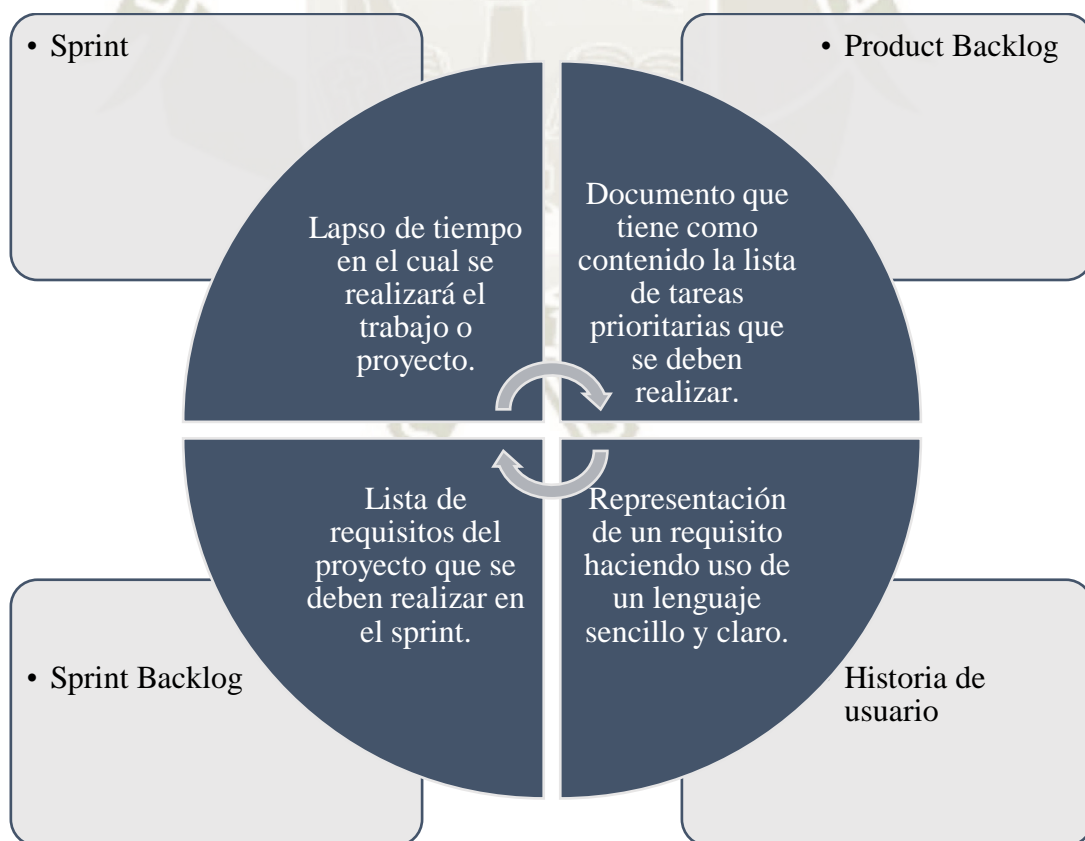 • Sprint
Lapso de tiempo
en el cual se
realizará el
trabajo o
proyecto.
• Product Backlog
Documento que
tiene como
contenido la lista
de tareas
prioritarias que
se deben
realizar.
Lista de
requisitos del
proyecto que se
deben realizar en
el sprint.
• Sprint Backlog
Representación
de un requisito
haciendo uso de
un lenguaje
sencillo y claro.
Historia de
usuario